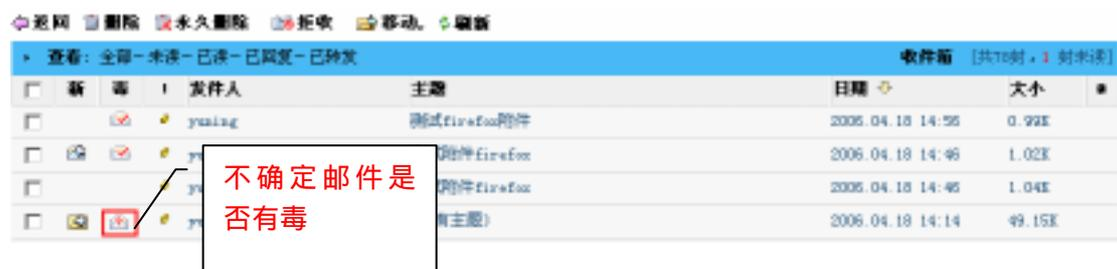 返回 删除 永久删除 拒收 移动. 刷新
查看: 全部-未读-已读-已回复-已转发 收件箱 [共78封,1 封未读]
新 毒 ! 发件人 主题 日期 大小
yuning 测试firefox附件 2006.04.18 14:56 0.99K
附件firefox 2006.04.18 14:46 1.02K
附件firefox 2006.04.18 14:46 1.04K
有主题) 2006.04.18 14:14 49.15K
不确定邮件是
否有毒